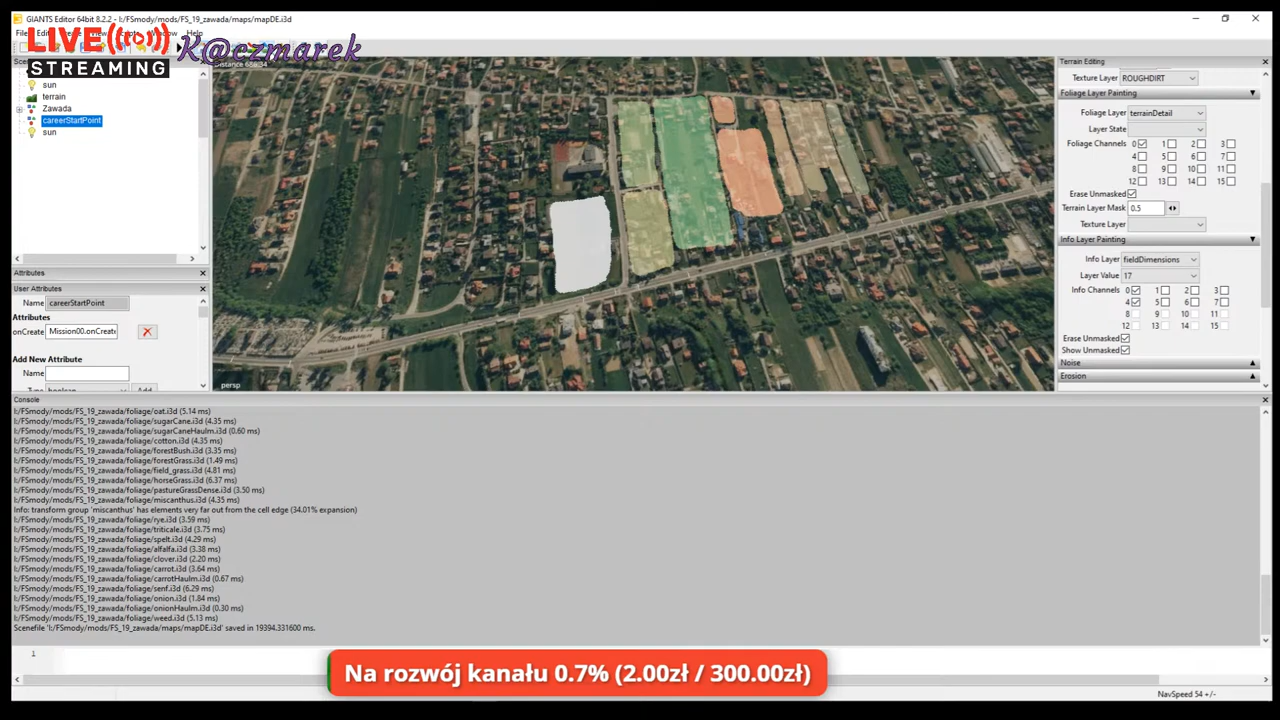 GIANTS Editor 64bit 8.2.2 - I:/FSmody/mods/FS_19_zawada/maps/mapDE.i3d
Help
LIVE
STREAMING
K@czmarek
sun
terrain
Zawada
careerStartPoint
sun
Attributes
User Attributes
Name careerStartPoint
Attributes
onCreate Mission00.onCreate
Add New Attribute
Name
Type boolean Add
persp
Terrain Editing
Texture Layer ROUGHDIRT
Foliage Layer Painting
Foliage Layer terrainDetail
Layer State
Foliage Channels 0 1 2 3
4 5 6 7
8 9 10 11
12 13 14 15
Erase Unmasked
Terrain Layer Mask 0.5
Texture Layer
Info Layer Painting
Info Layer fieldDimensions
Layer Value 17
Info Channels 0 1 2 3
4 5 6 7
8 9 10 11
12 13 14 15
Erase Unmasked
Show Unmasked
Noise
Erosion
Console
I:/FSmody/mods/FS_19_zawada/foliage/oat.i3d (5.14 ms)
I:/FSmody/mods/FS_19_zawada/foliage/sugarCane.i3d (4.35 ms)
I:/FSmody/mods/FS_19_zawada/foliage/sugarCaneHaulm.i3d (0.60 ms)
I:/FSmody/mods/FS_19_zawada/foliage/cotton.i3d (4.35 ms)
I:/FSmody/mods/FS_19_zawada/foliage/forestBush.i3d (3.35 ms)
I:/FSmody/mods/FS_19_zawada/foliage/forestGrass.i3d (1.49 ms)
I:/FSmody/mods/FS_19_zawada/foliage/field_grass.i3d (4.81 ms)
I:/FSmody/mods/FS_19_zawada/foliage/horseGrass.i3d (6.37 ms)
I:/FSmody/mods/FS_19_zawada/foliage/pastureGrassDense.i3d (3.50 ms)
I:/FSmody/mods/FS_19_zawada/foliage/miscanthus.i3d (4.35 ms)
Info: transform group 'miscanthus' has elements very far out from the cell edge (34.01% expansion)
I:/FSmody/mods/FS_19_zawada/foliage/rye.i3d (3.59 ms)
I:/FSmody/mods/FS_19_zawada/foliage/triticale.i3d (3.75 ms)
I:/FSmody/mods/FS_19_zawada/foliage/spelt.i3d (4.29 ms)
I:/FSmody/mods/FS_19_zawada/foliage/alfalfa.i3d (3.38 ms)
I:/FSmody/mods/FS_19_zawada/foliage/clover.i3d (2.20 ms)
I:/FSmody/mods/FS_19_zawada/foliage/carrot.i3d (3.64 ms)
I:/FSmody/mods/FS_19_zawada/foliage/carrotHaulm.i3d (0.67 ms)
I:/FSmody/mods/FS_19_zawada/foliage/senf.i3d (6.29 ms)
I:/FSmody/mods/FS_19_zawada/foliage/onion.i3d (1.84 ms)
I:/FSmody/mods/FS_19_zawada/foliage/onionHaulm.i3d (0.30 ms)
I:/FSmody/mods/FS_19_zawada/foliage/weed.i3d (5.13 ms)
Scenefile 'I:/FSmody/mods/FS_19_zawada/maps/mapDE.i3d' saved in 19394.331600 ms.
1
Na rozwój kanału 0.7% (2.00zł / 300.00zł)
NavSpeed 54 +/-